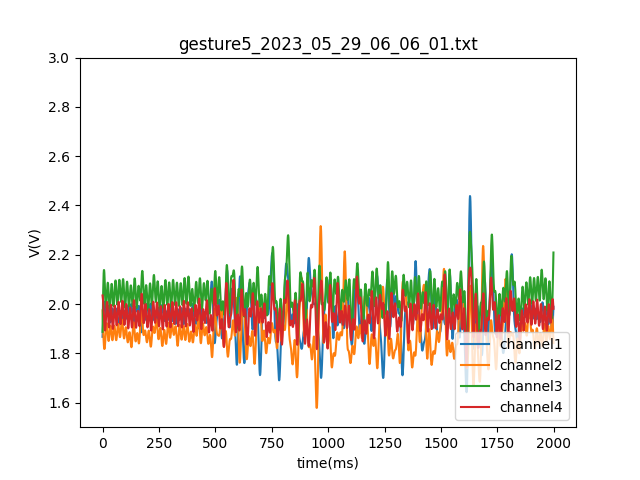 gesture5_2023_05_29_06_06_01.txt
3.0
2.8
2.6
2.4
2.2
2.0
1.8
1.6
V(V)
channel1
channel2
channel3
channel4
0 250 500 750 1000 1250 1500 1750 2000
time(ms)